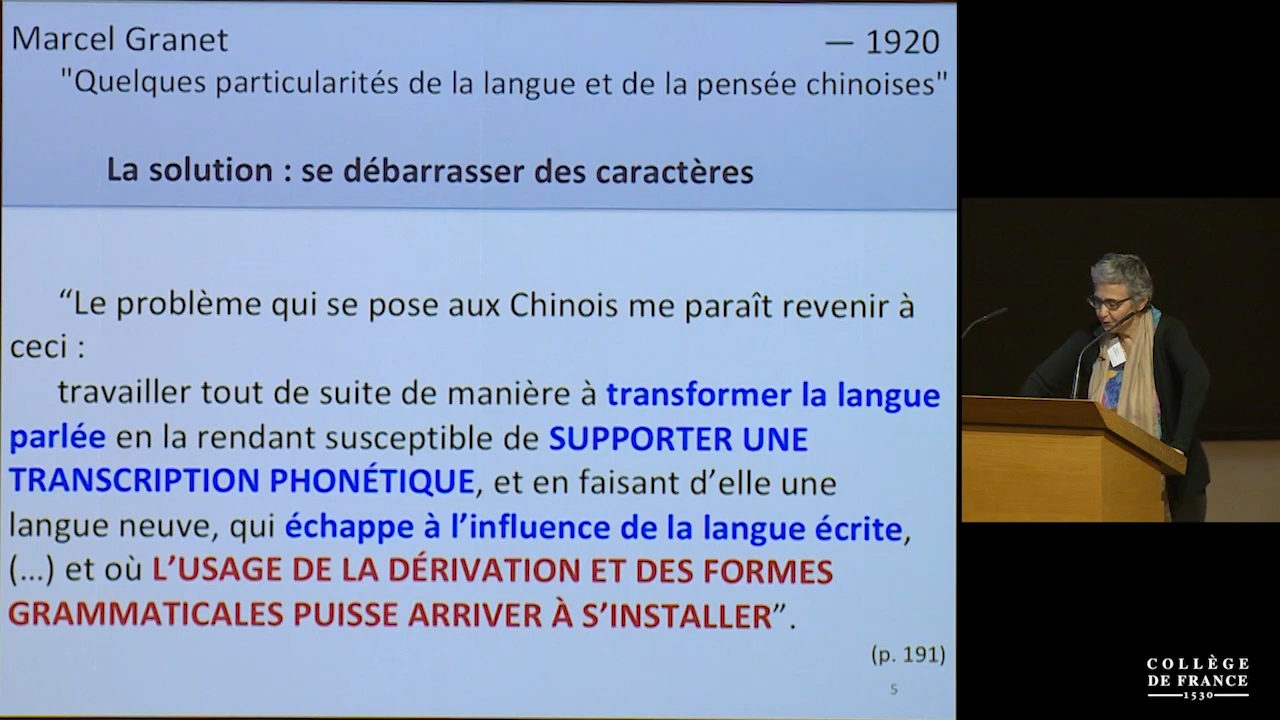 Marcel Granet — 1920
"Quelques particularités de la langue et de la pensée chinoises"
La solution : se débarrasser des caractères
“Le problème qui se pose aux Chinois me paraît revenir à
ceci :
travailler tout de suite de manière à transformer la langue
parlée en la rendant susceptible de SUPPORTER UNE
TRANSCRIPTION PHONÉTIQUE, et en faisant d’elle une
langue neuve, qui échappe à l’influence de la langue écrite,
(...) et où L’USAGE DE LA DÉRIVATION ET DES FORMES
GRAMMATICALES PUISSE ARRIVER À S’INSTALLER”.
(p. 191)
5
COLLÈGE
DE FRANCE
1530